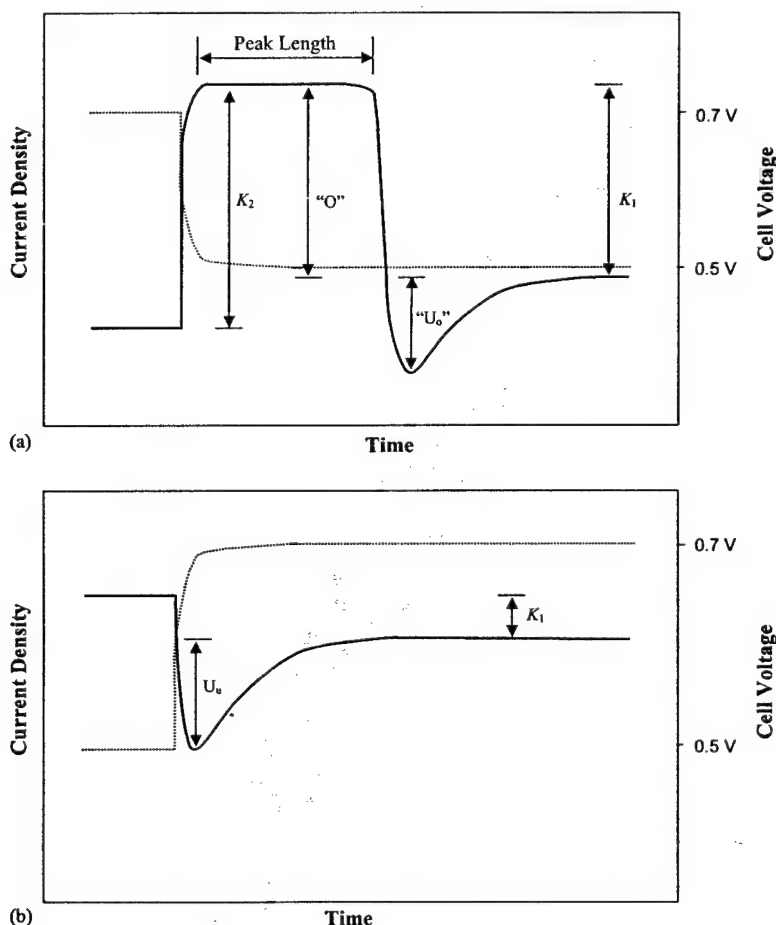 Peak Length
Current Density
K₂
“O”
K₁
“Uₒ”
0.7 V
0.5 V
Cell Voltage
(a)
Time
Current Density
Uᵤ
K₁
0.7 V
0.5 V
Cell Voltage
(b)
Time